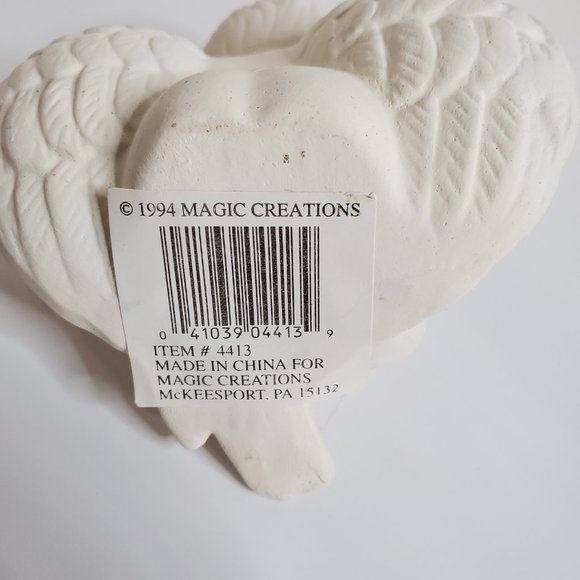 © 1994 MAGIC CREATIONS
0 41039 04413 9
ITEM # 4413
MADE IN CHINA FOR
MAGIC CREATIONS
McKEESPORT, PA 15132